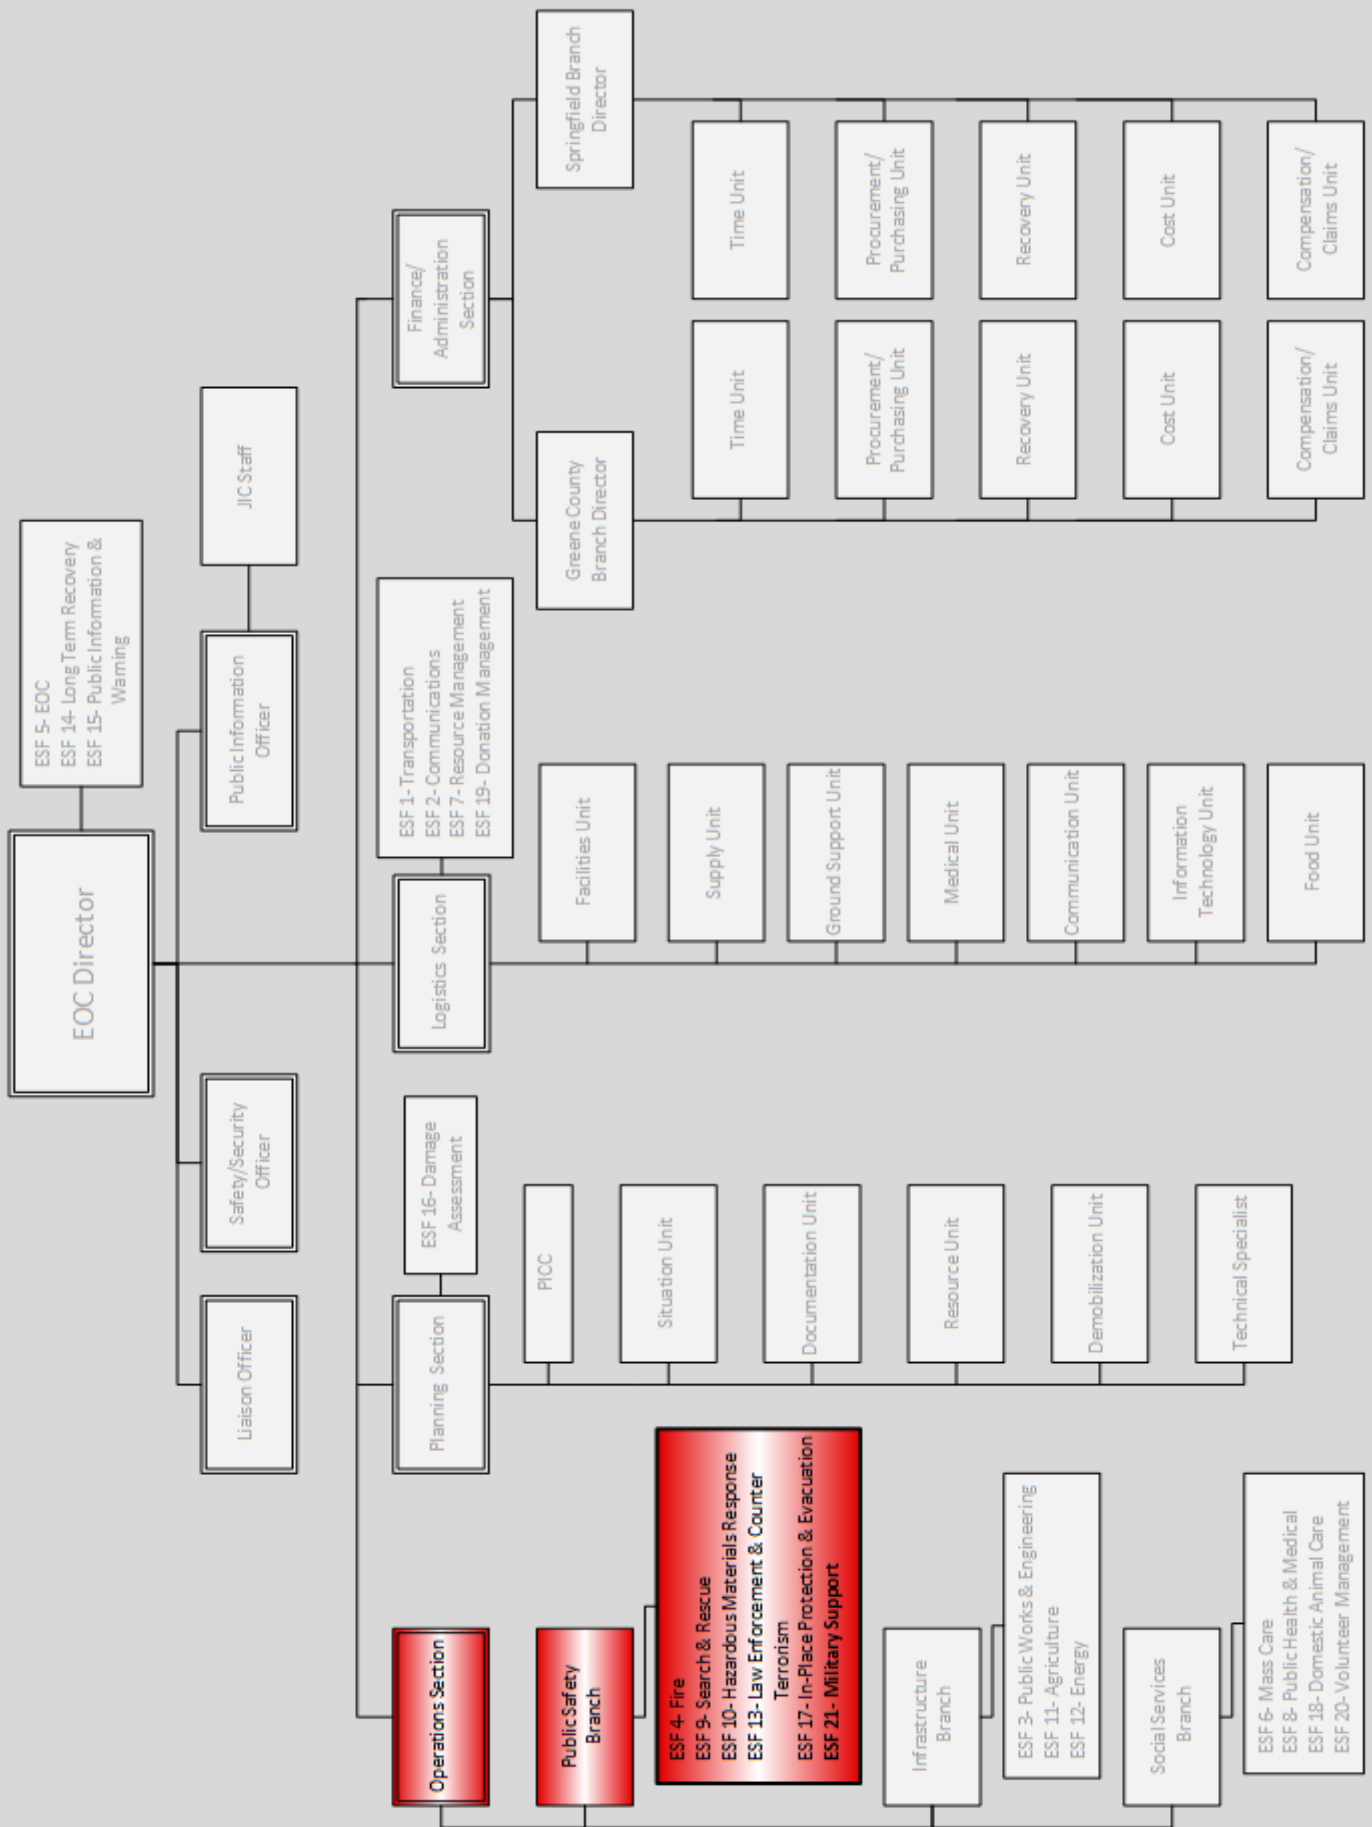 EOC Director
ESF 5- EOC
ESF 14- Long Term Recovery
ESF 15- Public Information &
Warning
Liaison Officer
Safety/Security
Officer
Public Information
Officer
JIC Staff
Operations Section
Public Safety
Branch
ESF 4- Fire
ESF 9- Search & Rescue
ESF 10- Hazardous Materials Response
ESF 13- Law Enforcement & Counter
Terrorism
ESF 17- In-Place Protection & Evacuation
ESF 21- Military Support
Infrastructure
Branch
ESF 3- Public Works & Engineering
ESF 11- Agriculture
ESF 12- Energy
Social Services
Branch
ESF 6- Mass Care
ESF 8- Public Health & Medical
ESF 18- Domestic Animal Care
ESF 20- Volunteer Management
Planning Section
ESF 16- Damage
Assessment
PICC
Situation Unit
Documentation Unit
Resource Unit
Demobilization Unit
Technical Specialist
Logistics Section
ESF 1- Transportation
ESF 2- Communications
ESF 7- Resource Management
ESF 19- Donation Management
Facilities Unit
Supply Unit
Ground Support Unit
Medical Unit
Communication Unit
Information
Technology Unit
Food Unit
Finance/
Administration
Section
Greene County
Branch Director
Time Unit
Procurement/
Purchasing Unit
Recovery Unit
Cost Unit
Compensation/
Claims Unit
Springfield Branch
Director
Time Unit
Procurement/
Purchasing Unit
Recovery Unit
Cost Unit
Compensation/
Claims Unit